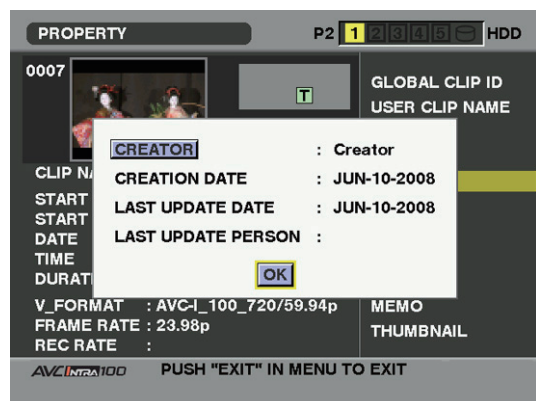 PROPERTY
P2 1 2 3 4 5 HDD
0007
T
GLOBAL CLIP ID
USER CLIP NAME
CREATOR : Creator
CREATION DATE : JUN-10-2008
LAST UPDATE DATE : JUN-10-2008
LAST UPDATE PERSON :
OK
CLIP
START
START
DATE
TIME
V_FORMAT : AVC-I_100_720/59.94p
FRAME RATE : 23.98p
REC RATE :
MEMO
THUMBNAIL
AVC INTRA 100
PUSH "EXIT" IN MENU TO EXIT